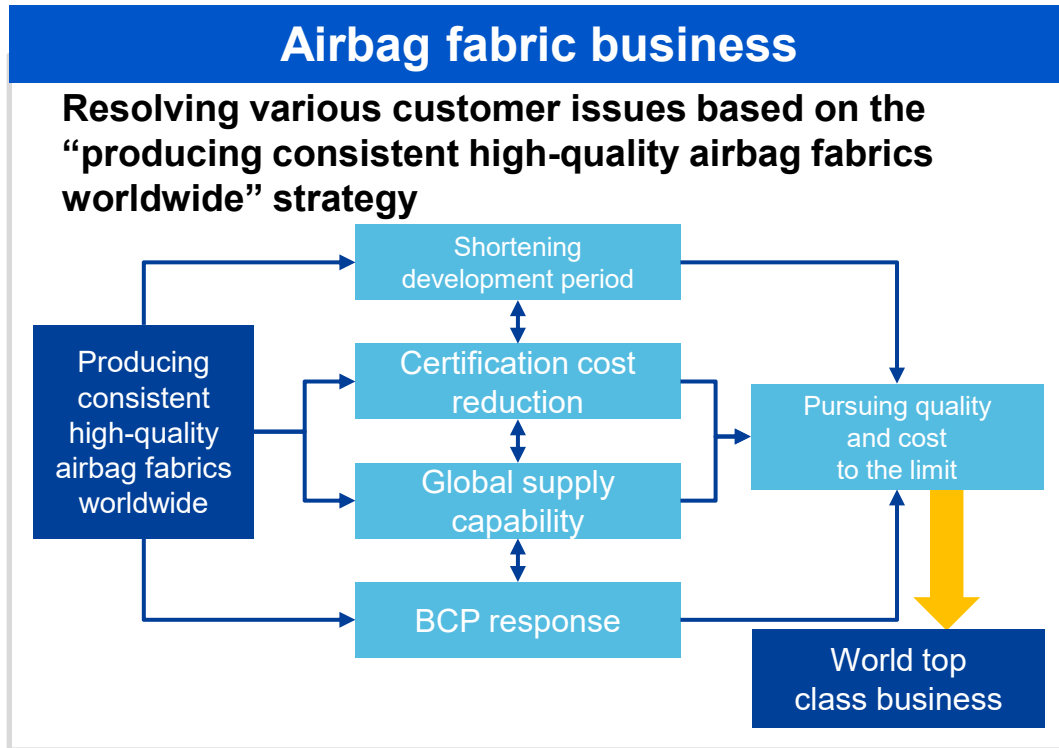 Airbag fabric business
Resolving various customer issues based on the
“producing consistent high-quality airbag fabrics
worldwide” strategy
Producing
consistent
high-quality
airbag fabrics
worldwide
Shortening
development period
Certification cost
reduction
Global supply
capability
BCP response
Pursuing quality
and cost
to the limit
World top
class business